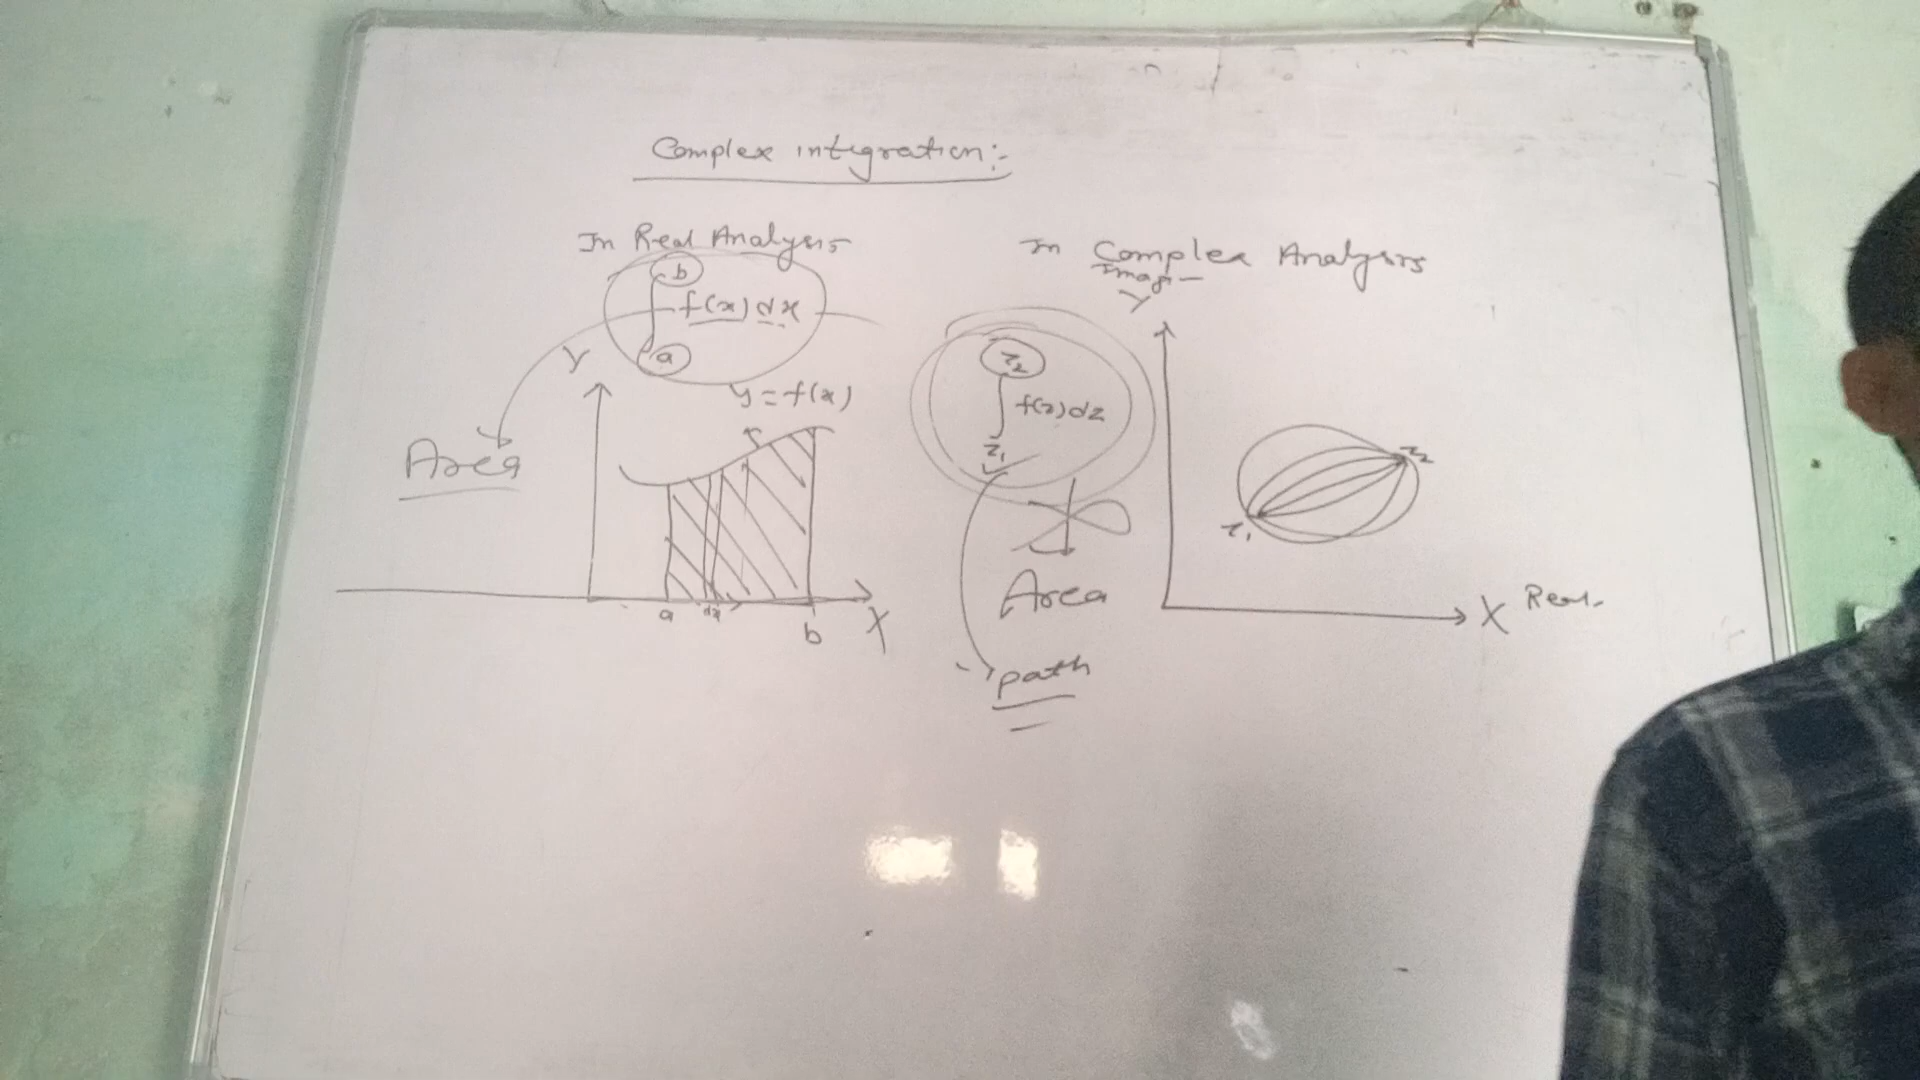 Complex integration:-
In Real Analysis
b
∫ f(x) dx
a
y = f(x)
Y
Area
a
dx
b
X
In Complex Analysis
Imagi-
Y
z₂
∫ f(z) dz
z₁
Area
path
z₂
z₁
X Real.